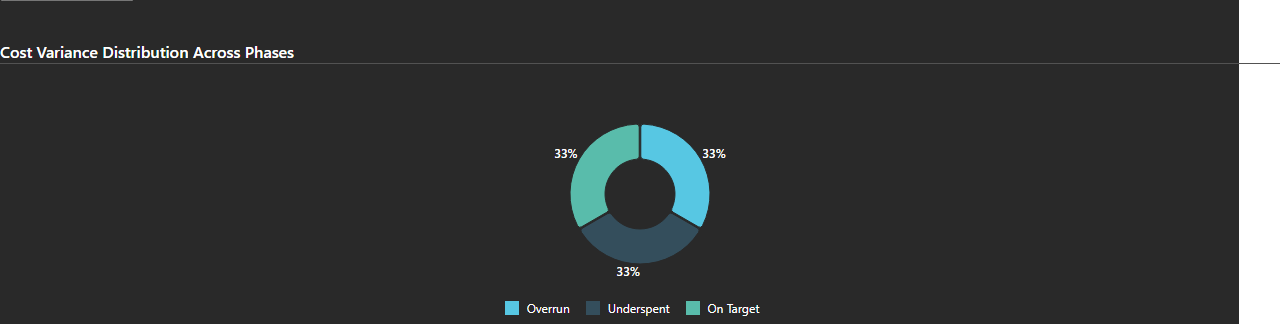 Cost Variance Distribution Across Phases
33%
33%
33%
Overrun
Underspent
On Target